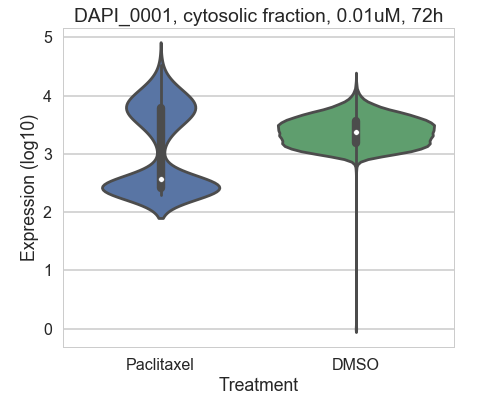 DAPI_0001, cytosolic fraction, 0.01uM, 72h
5
4
3
2
1
0
Expression (log10)
Paclitaxel DMSO
Treatment